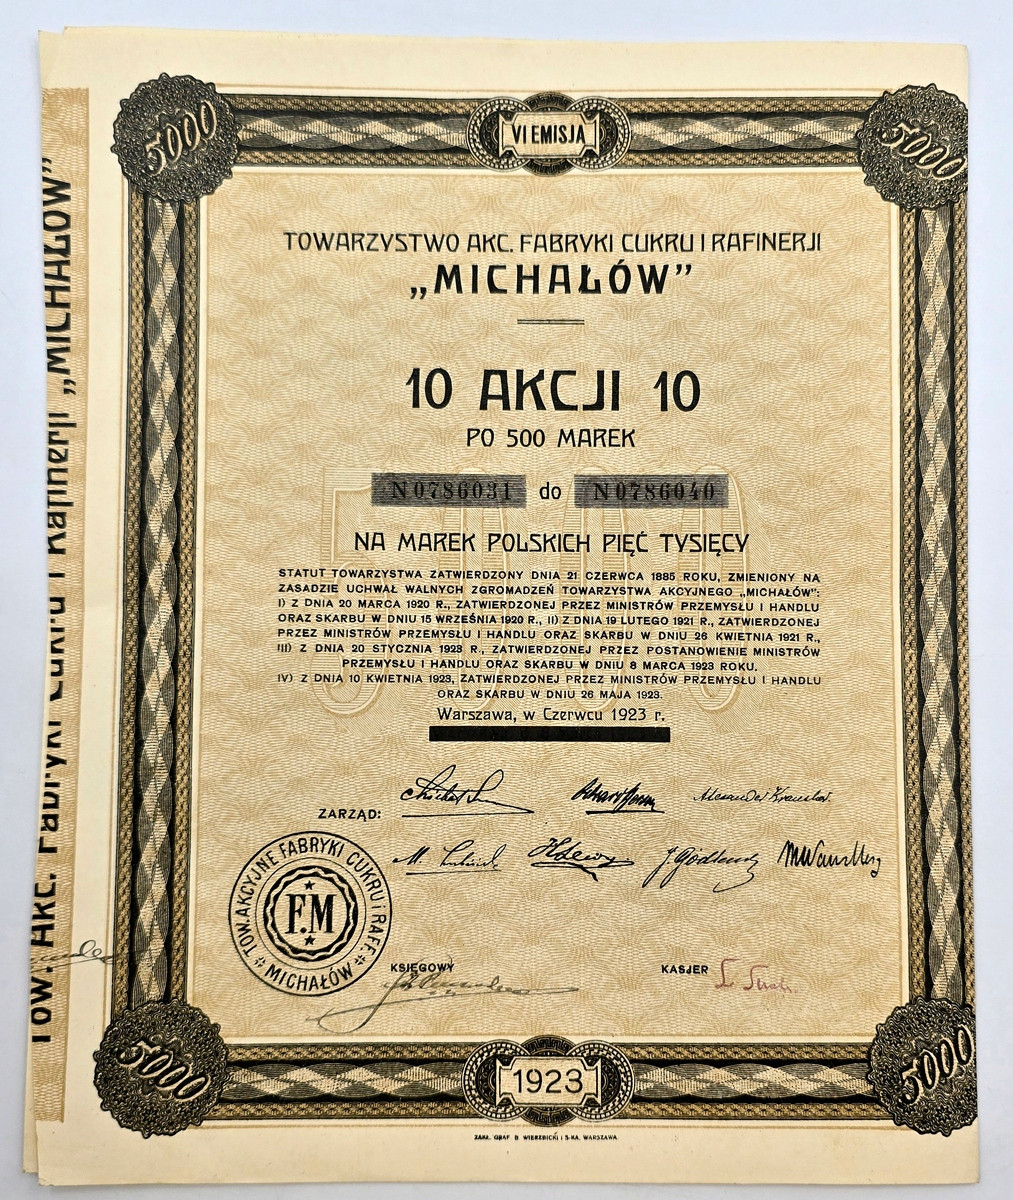 5000
VI EMISJA
5000
TOWARZYSTWO AKC. FABRYKI CUKRU I RAFINERJI
„MICHAŁÓW”
10 AKCJI 10
PO 500 MAREK
N0786031 do N0786040
5000
NA MAREK POLSKICH PIĘĆ TYSIĘCY
STATUT TOWARZYSTWA ZATWIERDZONY DNIA 21 CZERWCA 1885 ROKU, ZMIENIONY NA
ZASADZIE UCHWAŁ WALNYCH ZGROMADZEŃ TOWARZYSTWA AKCYJNEGO „MICHAŁÓW”:
I) Z DNIA 20 MARCA 1920 R., ZATWIERDZONEJ PRZEZ MINISTRÓW PRZEMYSŁU I HANDLU
ORAZ SKARBU W DNIU 15 WRZEŚNIA 1920 R., II) Z DNIA 19 LUTEGO 1921 R., ZATWIERDZONEJ
PRZEZ MINISTRÓW PRZEMYSŁU I HANDLU ORAZ SKARBU W DNIU 26 KWIETNIA 1921 R.,
III) Z DNIA 20 STYCZNIA 1923 R., ZATWIERDZONEJ PRZEZ POSTANOWIENIE MINISTRÓW
PRZEMYSŁU I HANDLU ORAZ SKARBU W DNIU 8 MARCA 1923 ROKU.
IV) Z DNIA 10 KWIETNIA 1923, ZATWIERDZONEJ PRZEZ MINISTRÓW PRZEMYSŁU I HANDLU
ORAZ SKARBU W DNIU 26 MAJA 1923.
Warszawa, w Czerwcu 1923 r.
ZARZĄD:
TOW. AKCYJNE FABRYKI CUKRU i RAFF.
F.M
MICHAŁÓW
KSIĘGOWY
KASJER
5000
1923
5000
ZAKŁ. GRAF. B. WIERZBICKI i S-KA, WARSZAWA
Tow. Akc. Fabryki Cukru i Rafinerji „MICHAŁÓW”